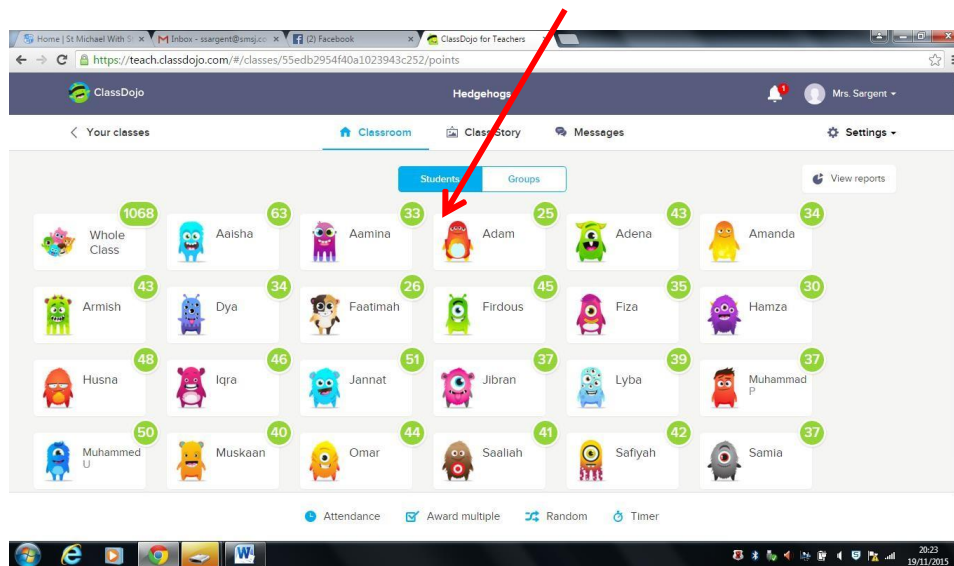 Home | St Michael With S
Inbox - ssargent@smsj.cc
(2) Facebook
ClassDojo for Teachers
https://teach.classdojo.com/#/classes/55edb2954f40a1023943c252/points
ClassDojo
Hedgehogs
1
Mrs. Sargent
Your classes
Classroom
Class Story
Messages
Settings
Students
Groups
View reports
1068
63
33
25
43
34
Whole
Class
Aaisha
Aamina
Adam
Adena
Amanda
43
34
26
45
35
30
Armish
Dya
Faatimah
Firdous
Fiza
Hamza
48
46
51
37
39
37
Husna
Iqra
Jannat
Jibran
Lyba
Muhammad
P
50
40
44
41
42
37
Muhammed
U
Muskaan
Omar
Saaliah
Safiyah
Samia
Attendance
Award multiple
Random
Timer
W
20:23
19/11/2015